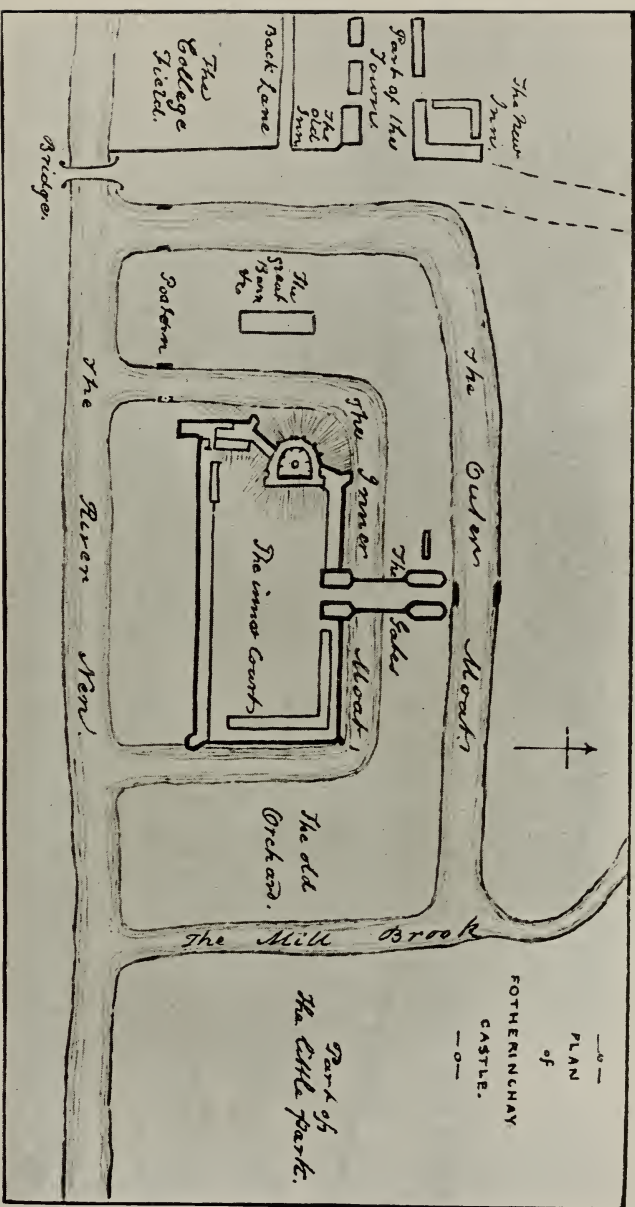 —o—
PLAN
of
FOTHERINGHAY
CASTLE.
—o—
The New
Inn.
Part of the
Town.
The old
Inn
Back Lane
The
College
Field.
Bridge.
The Outer Moat,
The
great
Barn
&c
Postern
The Inner Moat,
The Gates
The inner Court,
The old
Orchard.
The Mill Brook
Part of
the little park.
The River Nen.